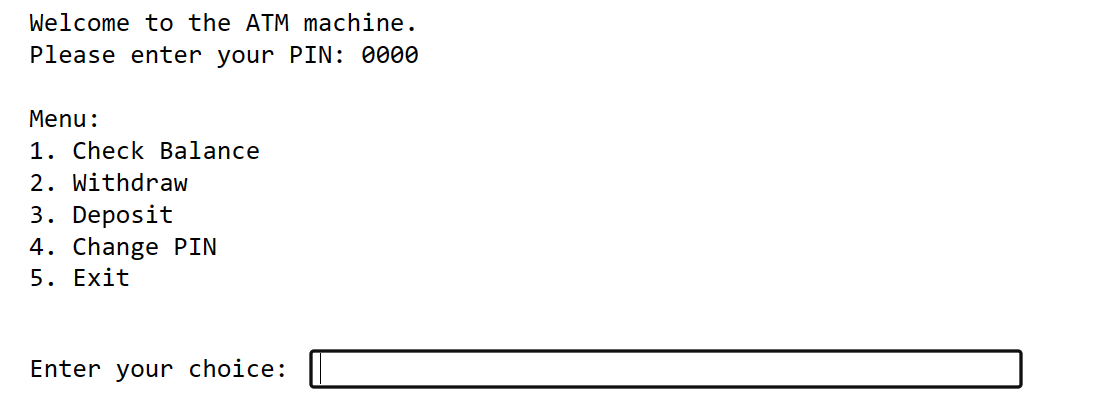 Welcome to the ATM machine.
Please enter your PIN: 0000
Menu:
1. Check Balance
2. Withdraw
3. Deposit
4. Change PIN
5. Exit
Enter your choice: